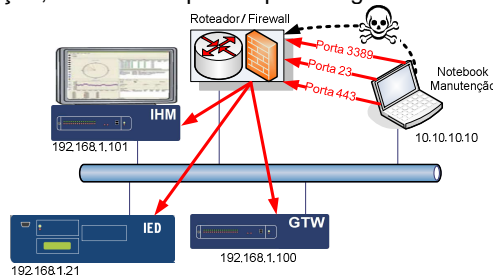 Roteador / Firewall
Porta 3389
Porta 23
Porta 443
Notebook
Manutenção
10.10.10.10
IHM
192.168.1.101
IED
192.168.1.21
GTW
192.168.1.100